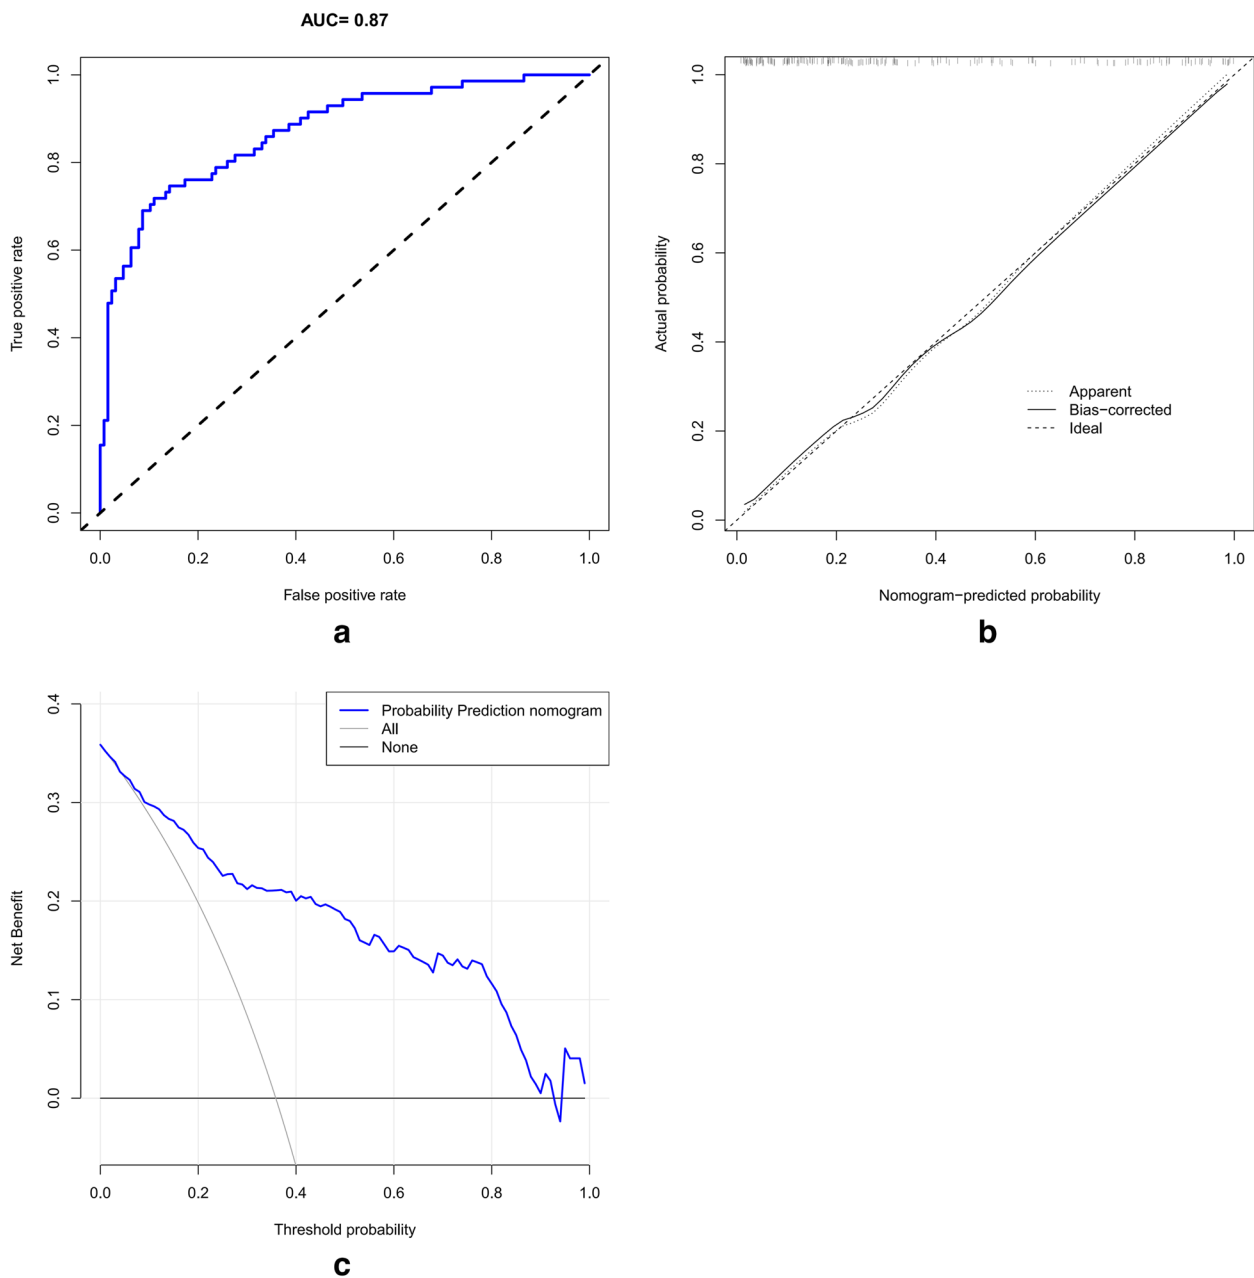 AUC= 0.87
1.0
0.8
0.6
0.4
0.2
0.0
True positive rate
0.0 0.2 0.4 0.6 0.8 1.0
False positive rate
a
1.0
0.8
0.6
0.4
0.2
0.0
Actual probability
Apparent
Bias−corrected
Ideal
0.0 0.2 0.4 0.6 0.8 1.0
Nomogram−predicted probability
b
0.4
0.3
0.2
0.1
0.0
Net Benefit
Probability Prediction nomogram
All
None
0.0 0.2 0.4 0.6 0.8 1.0
Threshold probability
c